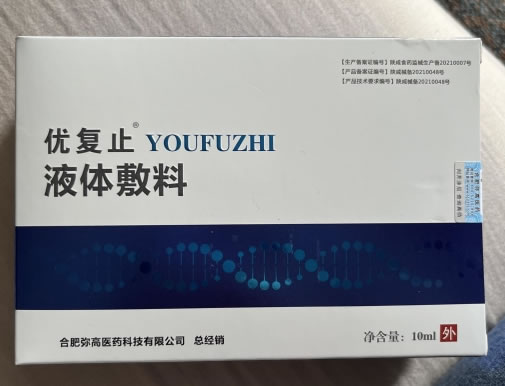 【生产备案证编号】陕咸食药监械生产备20210007号
【产品备案证编号】陕咸械备20210048号
【产品技术要求编号】陕咸械备20210048号
优复止® YOUFUZHI
液体敷料
合肥弥高医药科技有限公司 总经销
净含量：10ml 外